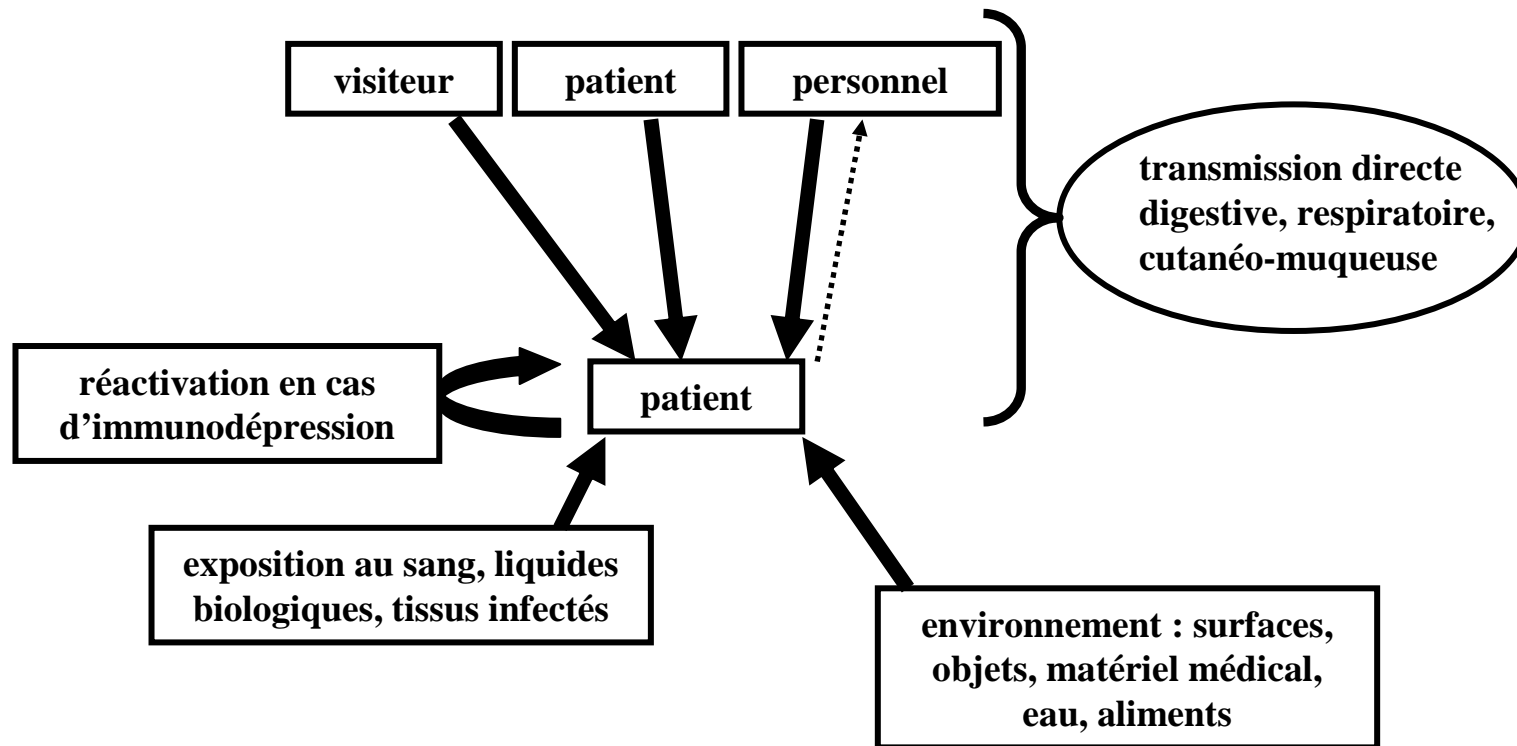 visiteur
patient
personnel
transmission directe
digestive, respiratoire,
cutanéo-muqueuse
réactivation en cas
d’immunodépression
patient
exposition au sang, liquides
biologiques, tissus infectés
environnement : surfaces,
objets, matériel médical,
eau, aliments